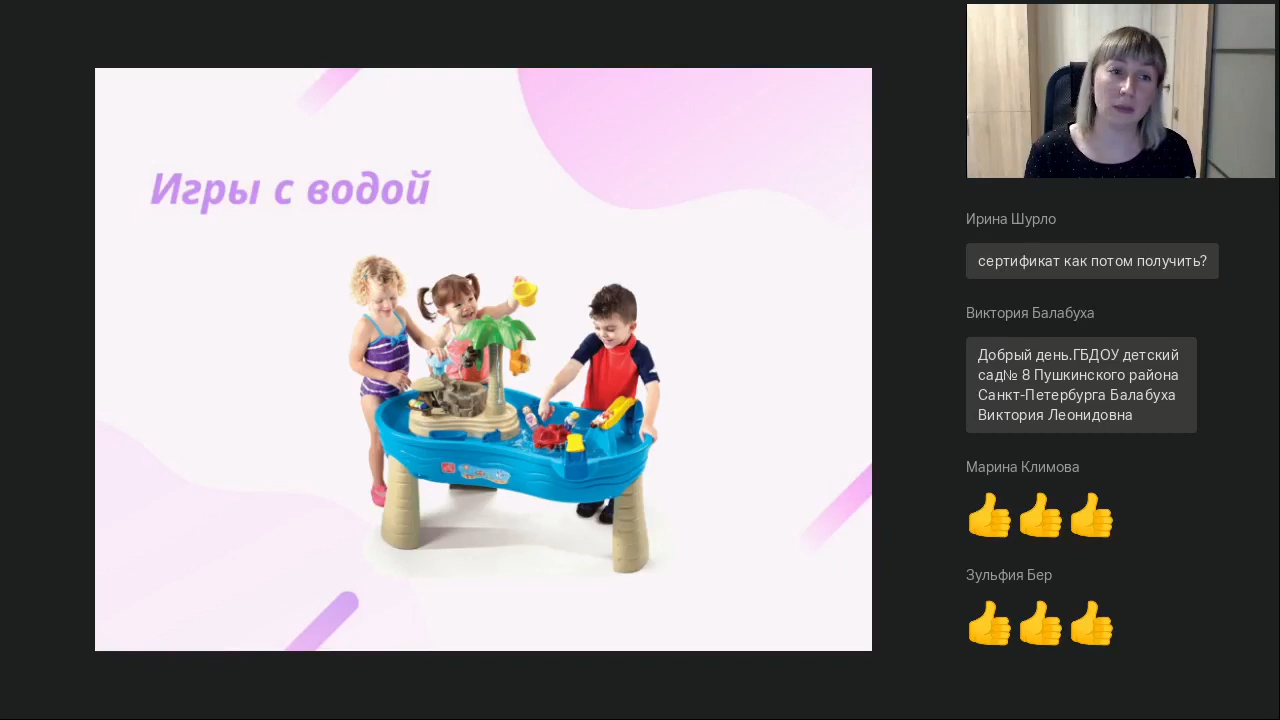 Игры с водой
Ирина Шурло
сертификат как потом получить?
Виктория Балабуха
Добрый день.ГБДОУ детский
сад№ 8 Пушкинского района
Санкт-Петербурга Балабуха
Виктория Леонидовна
Марина Климова
Зульфия Бер